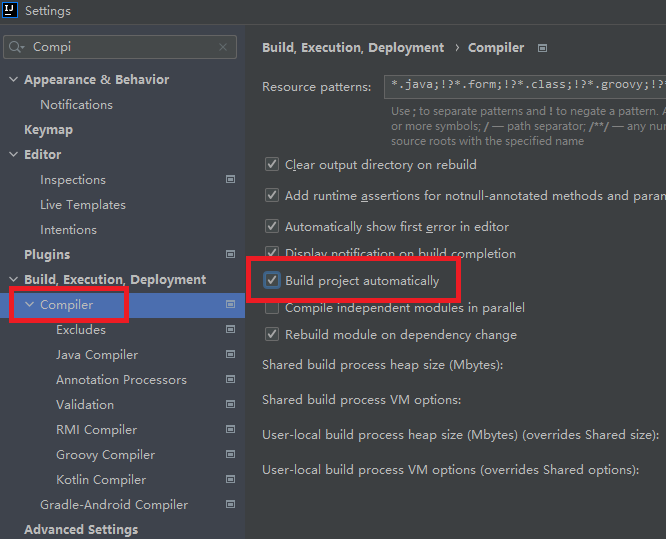 Settings
Compi
Appearance & Behavior
Notifications
Keymap
Editor
Inspections
Live Templates
Intentions
Plugins
Build, Execution, Deployment
Compiler
Excludes
Java Compiler
Annotation Processors
Validation
RMI Compiler
Groovy Compiler
Kotlin Compiler
Gradle-Android Compiler
Advanced Settings
Build, Execution, Deployment › Compiler
Resource patterns: *.java;!?*.form;!?*.class;!?*.groovy;!?*
Use ; to separate patterns and ! to negate a pattern. A
or more symbols; / — path separator; /**/ — any nu
source roots with the specified name
Clear output directory on rebuild
Add runtime assertions for notnull-annotated methods and para
Automatically show first error in editor
Display notification on build completion
Build project automatically
Compile independent modules in parallel
Rebuild module on dependency change
Shared build process heap size (Mbytes):
Shared build process VM options:
User-local build process heap size (Mbytes) (overrides Shared size):
User-local build process VM options (overrides Shared options):